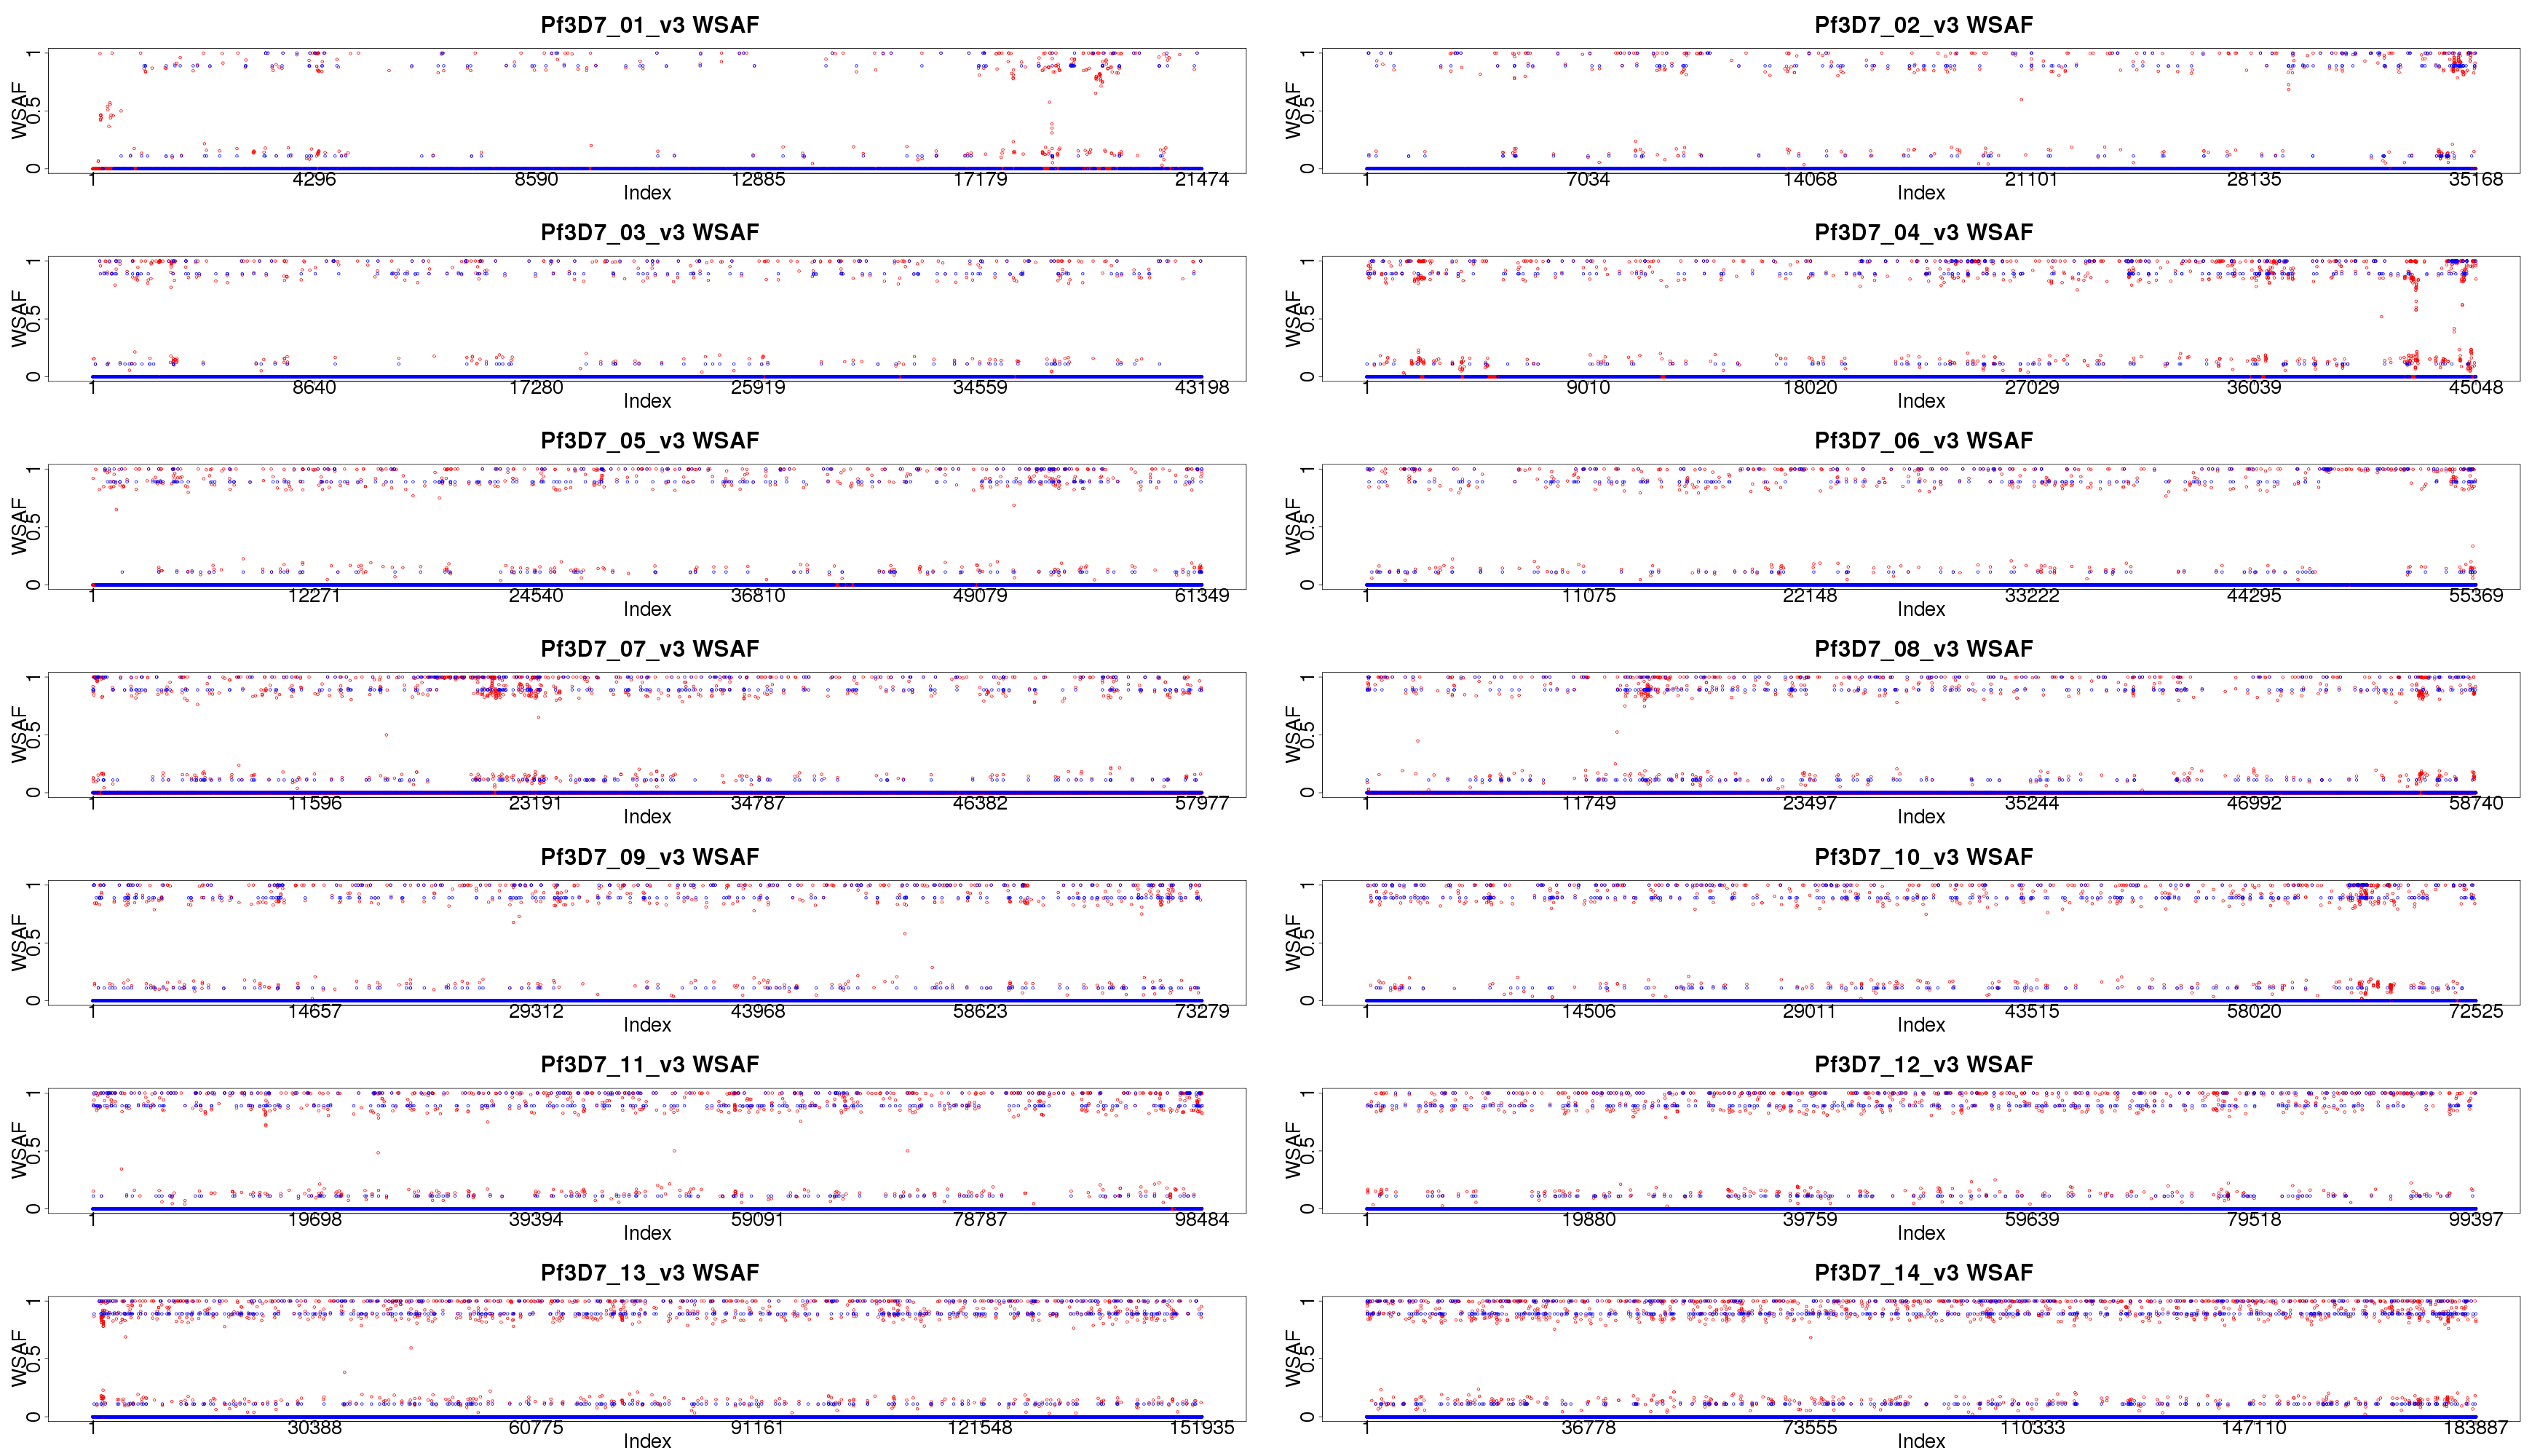 Pf3D7_01_v3 WSAF
WSAF
0 0.5 1
1 4296 8590 12885 17179 21474
Index
Pf3D7_02_v3 WSAF
WSAF
0 0.5 1
1 7034 14068 21101 28135 35168
Index
Pf3D7_03_v3 WSAF
WSAF
0 0.5 1
1 8640 17280 25919 34559 43198
Index
Pf3D7_04_v3 WSAF
WSAF
0 0.5 1
1 9010 18020 27029 36039 45048
Index
Pf3D7_05_v3 WSAF
WSAF
0 0.5 1
1 12271 24540 36810 49079 61349
Index
Pf3D7_06_v3 WSAF
WSAF
0 0.5 1
1 11075 22148 33222 44295 55369
Index
Pf3D7_07_v3 WSAF
WSAF
0 0.5 1
1 11596 23191 34787 46382 57977
Index
Pf3D7_08_v3 WSAF
WSAF
0 0.5 1
1 11749 23497 35244 46992 58740
Index
Pf3D7_09_v3 WSAF
WSAF
0 0.5 1
1 14657 29312 43968 58623 73279
Index
Pf3D7_10_v3 WSAF
WSAF
0 0.5 1
1 14506 29011 43515 58020 72525
Index
Pf3D7_11_v3 WSAF
WSAF
0 0.5 1
1 19698 39394 59091 78787 98484
Index
Pf3D7_12_v3 WSAF
WSAF
0 0.5 1
1 19880 39759 59639 79518 99397
Index
Pf3D7_13_v3 WSAF
WSAF
0 0.5 1
1 30388 60775 91161 121548 151935
Index
Pf3D7_14_v3 WSAF
WSAF
0 0.5 1
1 36778 73555 110333 147110 183887
Index